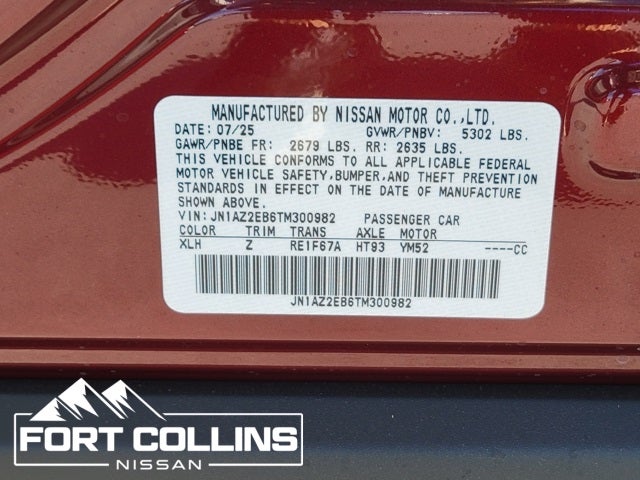 MANUFACTURED BY NISSAN MOTOR CO.,LTD.
DATE: 07/25 GVWR/PNBV: 5302 LBS.
GAWR/PNBE FR: 2679 LBS. RR: 2635 LBS.
THIS VEHICLE CONFORMS TO ALL APPLICABLE FEDERAL
MOTOR VEHICLE SAFETY, BUMPER, AND THEFT PREVENTION
STANDARDS IN EFFECT ON THE DATE OF MANUFACTURE
SHOWN ABOVE.
VIN: JN1AZ2EB6TM300982 PASSENGER CAR
COLOR TRIM TRANS AXLE MOTOR
XLH Z RE1F67A HT93 YM52 ----CC
JN1AZ2EB6TM300982
FORT COLLINS
NISSAN